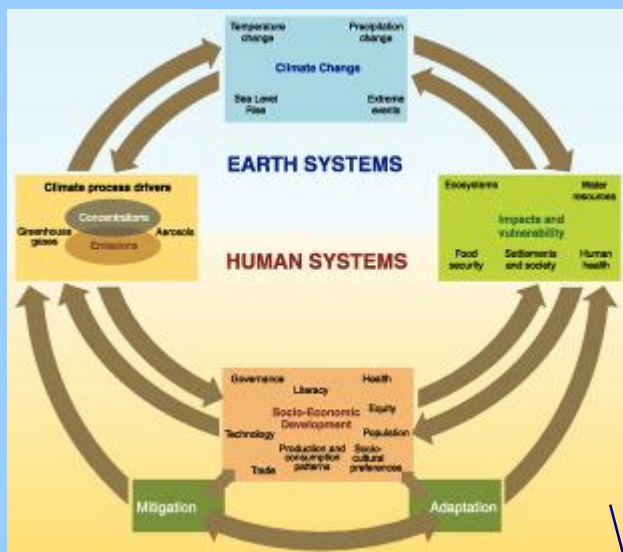 Temperature change
Precipitation change
Climate Change
Sea Level Rise
Extreme events
EARTH SYSTEMS
Climate process drivers
Concentrations
Greenhouse gases
Aerosols
Emissions
Ecosystems
Water resources
Impacts and vulnerability
Food security
Settlements and society
Human health
HUMAN SYSTEMS
Governance
Literacy
Health
Socio-Economic Development
Equity
Technology
Population
Production and consumption patterns
Socio-cultural preferences
Trade
Mitigation
Adaptation